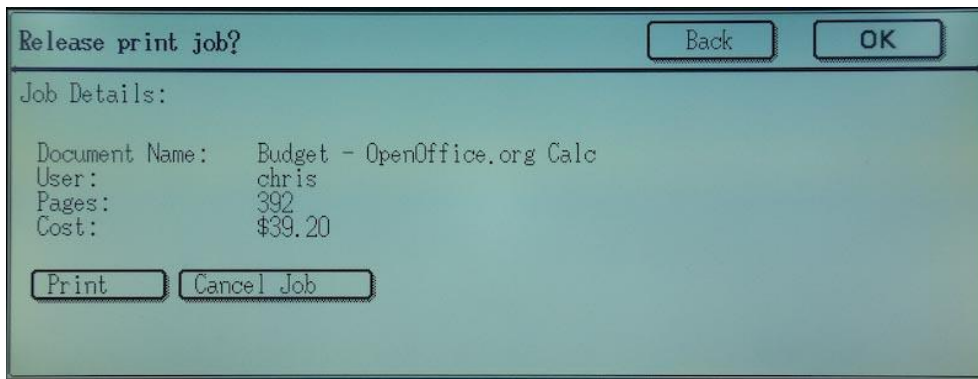 Release print job? Back OK
Job Details:
Document Name: Budget - OpenOffice.org Calc
User: chris
Pages: 392
Cost: $39.20
Print Cancel Job